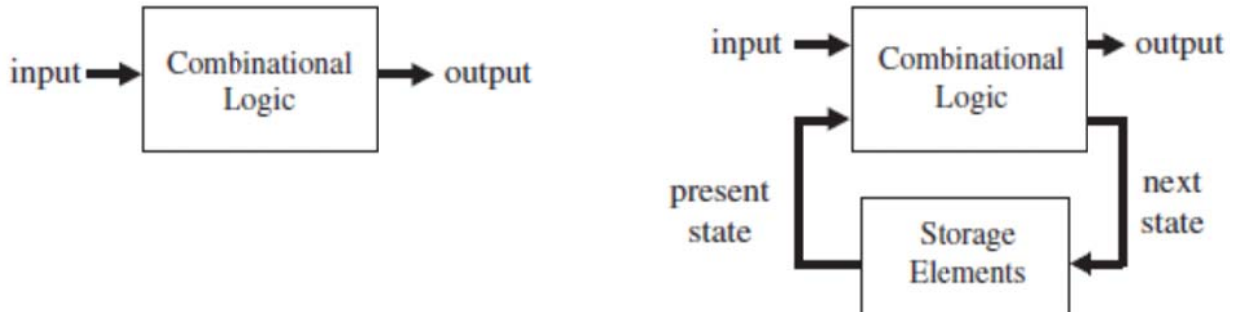 input
Combinational
Logic
output
input
Combinational
Logic
output
present
state
next
state
Storage
Elements